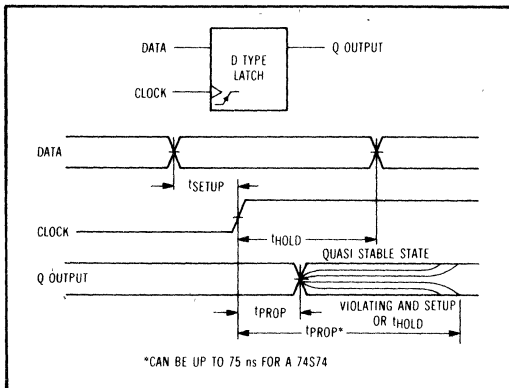 DATA
D TYPE
LATCH
Q OUTPUT
CLOCK
DATA
tSETUP
CLOCK
tHOLD
QUASI STABLE STATE
Q OUTPUT
tPROP
VIOLATING AND SETUP
OR tHOLD
tPROP*
*CAN BE UP TO 75 ns FOR A 74S74